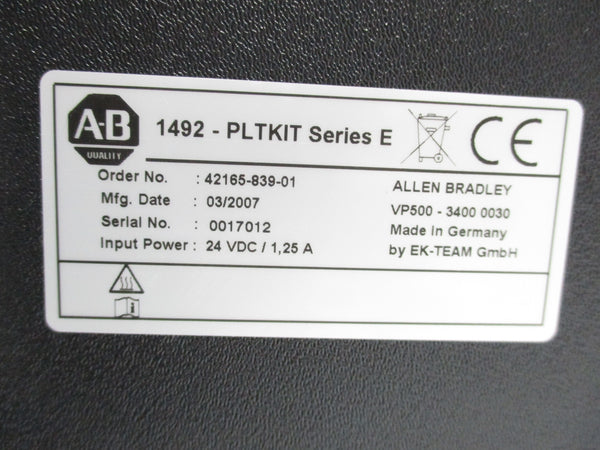 A-B
QUALITY
1492 - PLTKIT Series E
CE
Order No. : 42165-839-01
Mfg. Date : 03/2007
Serial No. : 0017012
Input Power : 24 VDC / 1,25 A
ALLEN BRADLEY
VP500 - 3400 0030
Made in Germany
by EK-TEAM GmbH